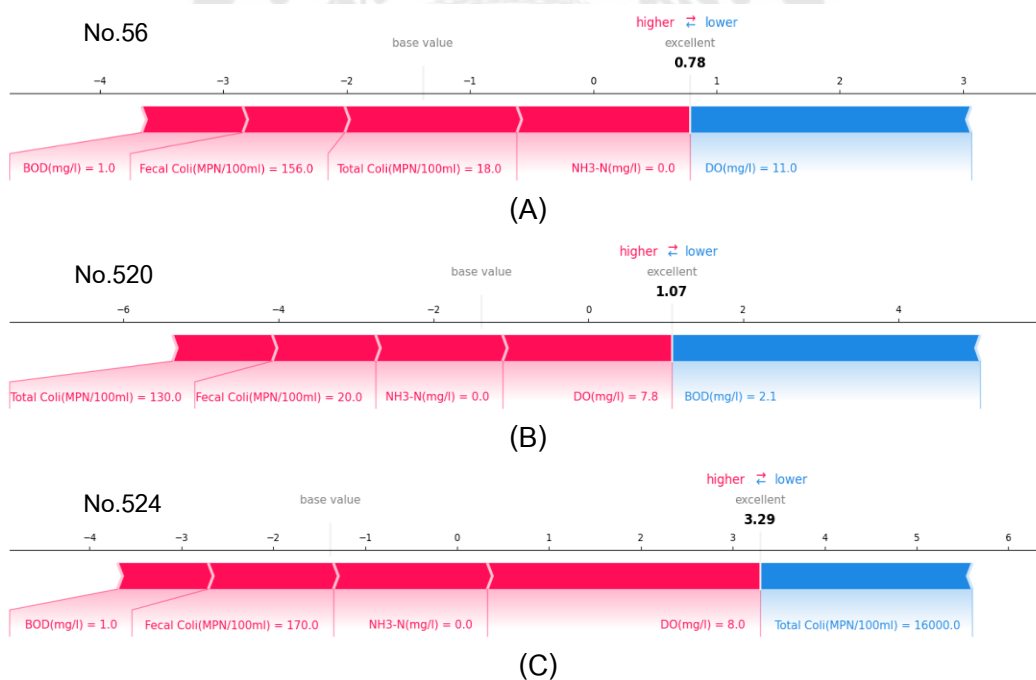 No.56
higher ⇄ lower
base value excellent
0.78
−4 −3 −2 −1 0 1 2 3
BOD(mg/l) = 1.0 Fecal Coli(MPN/100ml) = 156.0 Total Coli(MPN/100ml) = 18.0 NH3-N(mg/l) = 0.0 DO(mg/l) = 11.0
(A)
higher ⇄ lower
No.520 base value excellent
1.07
−6 −4 −2 0 2 4
Total Coli(MPN/100ml) = 130.0 Fecal Coli(MPN/100ml) = 20.0 NH3-N(mg/l) = 0.0 DO(mg/l) = 7.8 BOD(mg/l) = 2.1
(B)
higher ⇄ lower
No.524 base value excellent
3.29
−4 −3 −2 −1 0 1 2 3 4 5 6
BOD(mg/l) = 1.0 Fecal Coli(MPN/100ml) = 170.0 NH3-N(mg/l) = 0.0 DO(mg/l) = 8.0 Total Coli(MPN/100ml) = 16000.0
(C)